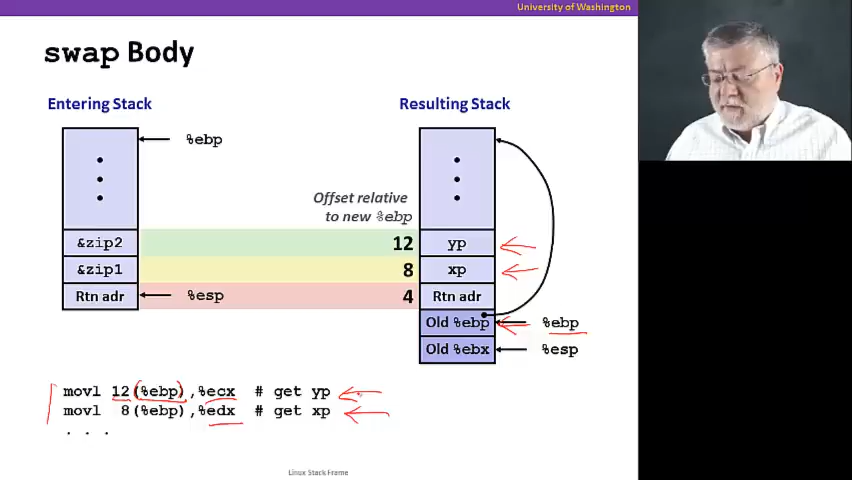 University of Washington
swap Body
Entering Stack
Resulting Stack
%ebp
Offset relative
to new %ebp
&zip2
12
yp
&zip1
8
xp
Rtn adr
%esp
4
Rtn adr
Old %ebp
%ebp
Old %ebx
%esp
movl 12(%ebp),%ecx # get yp
movl 8(%ebp),%edx # get xp
. . .
Linux Stack Frame